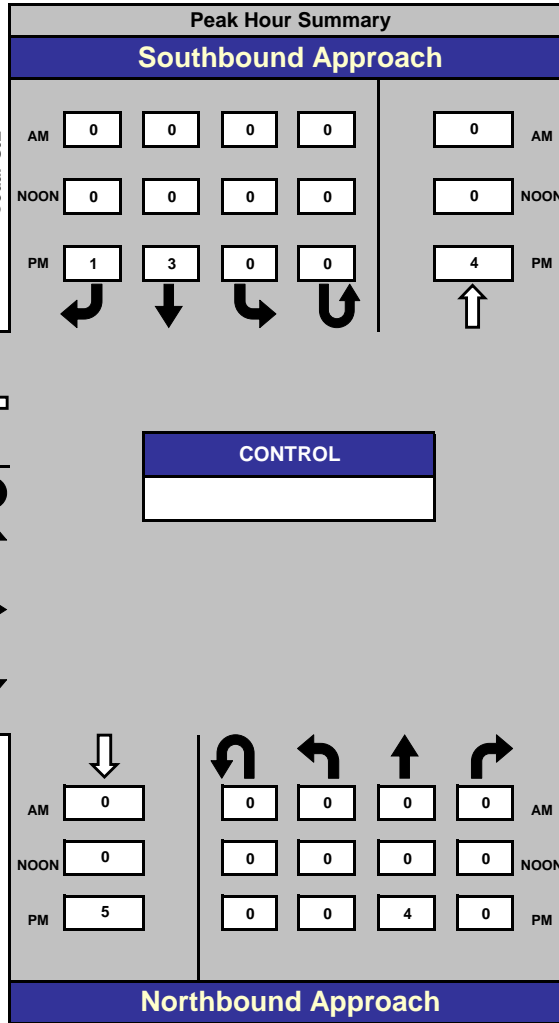 Peak Hour Summary
Southbound Approach
AM 0 0 0 0 0 AM
NOON 0 0 0 0 0 NOON
PM 1 3 0 0 4 PM
CONTROL
AM 0 0 0 0 0 AM
NOON 0 0 0 0 0 NOON
PM 5 0 0 4 0 PM
Northbound Approach